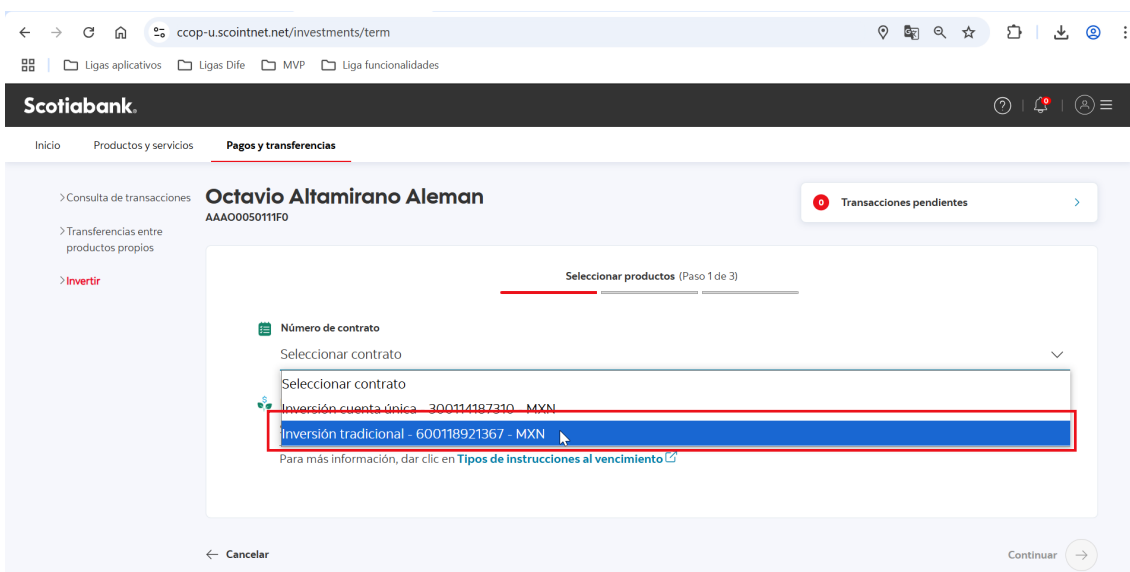 ccop-u.scointnet.net/investments/term
Ligas aplicativos Ligas Dife MVP Liga funcionalidades
Scotiabank.
Inicio Productos y servicios Pagos y transferencias
>Consulta de transacciones
>Transferencias entre
productos propios
>Invertir
Octavio Altamirano Aleman
AAAO0050111F0
0 Transacciones pendientes
Seleccionar productos (Paso 1 de 3)
Número de contrato
Seleccionar contrato
Seleccionar contrato
Inversión cuenta única - 300114187310 - MXN
Inversión tradicional - 600118921367 - MXN
Para más información, dar clic en Tipos de instrucciones al vencimiento
Cancelar
Continuar